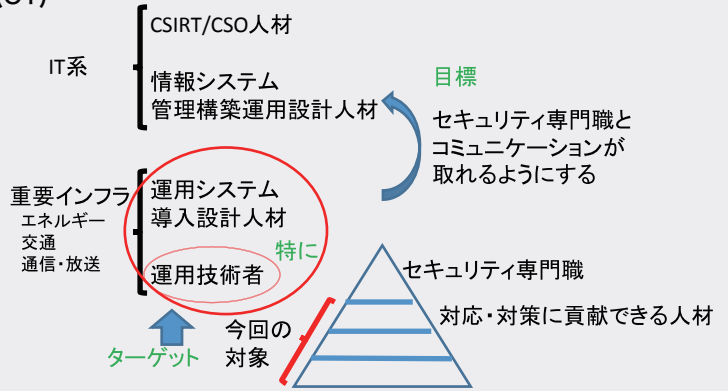 CSIRT/CSO人材
IT系
情報システム
管理構築運用設計人材
目標
セキュリティ専門職と
コミュニケーションが
取れるようにする
重要インフラ
エネルギー
交通
通信・放送
運用システム
導入設計人材
特に
運用技術者
ターゲット
今回の
対象
セキュリティ専門職
対応・対策に貢献できる人材